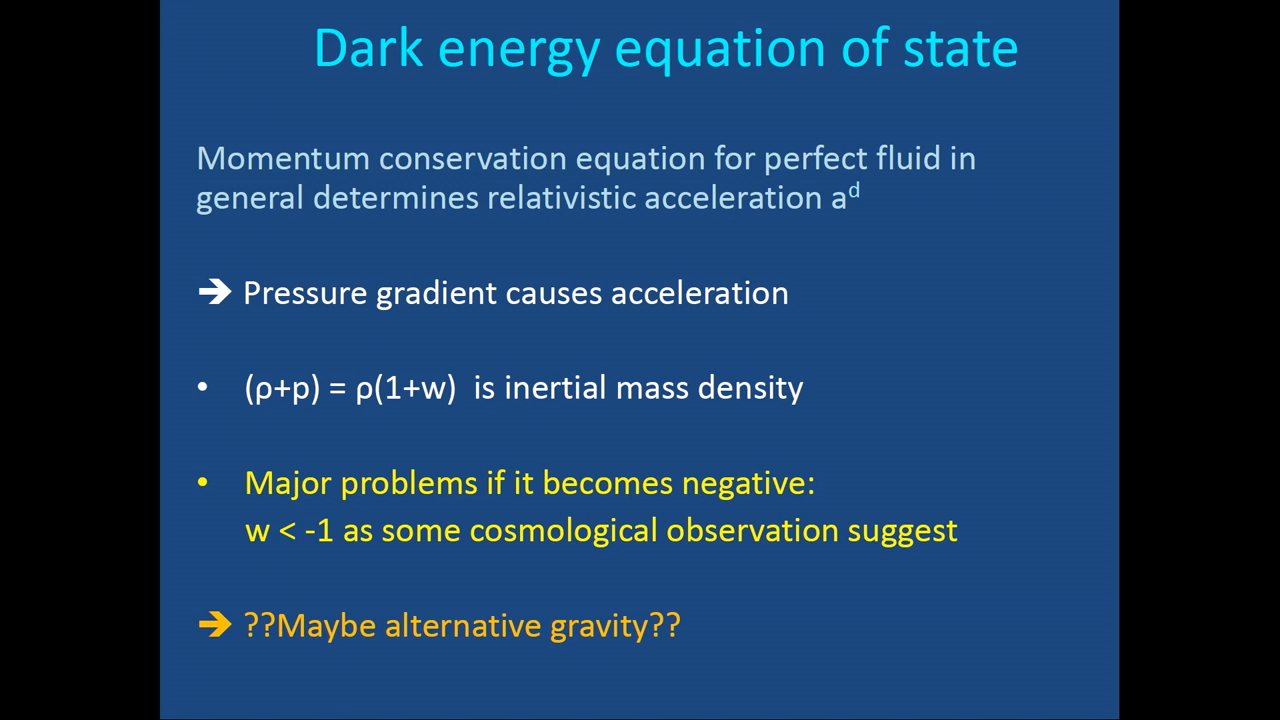 Dark energy equation of state
Momentum conservation equation for perfect fluid in
general determines relativistic acceleration aᵈ
➔ Pressure gradient causes acceleration
• (ρ+p) = ρ(1+w) is inertial mass density
• Major problems if it becomes negative:
w < -1 as some cosmological observation suggest
➔ ??Maybe alternative gravity??